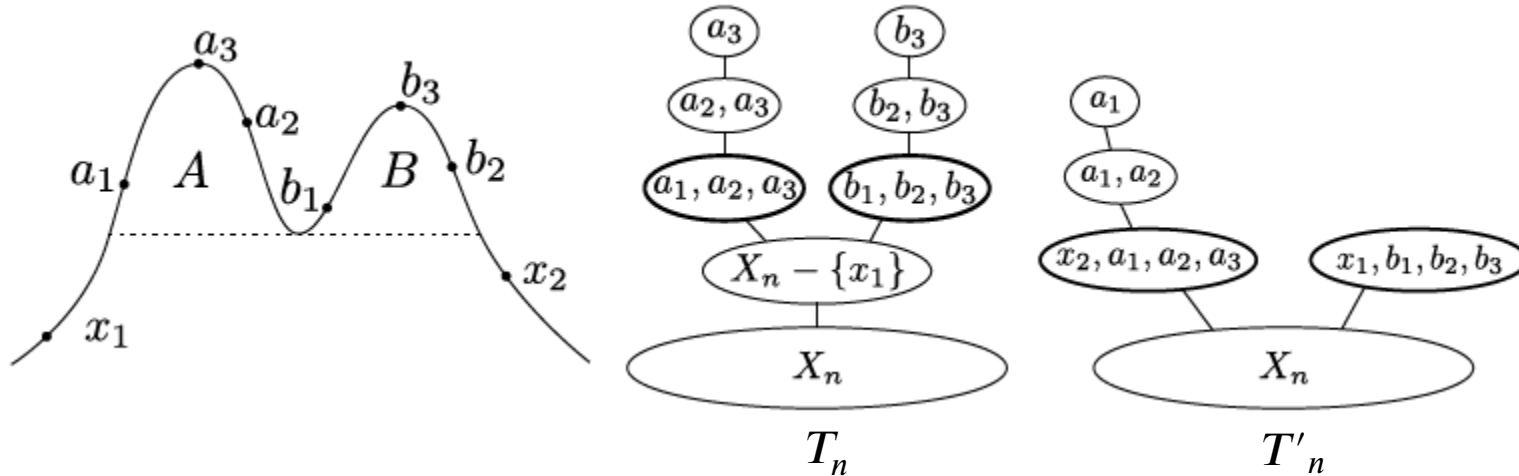 a₃
b₃
a₂
a₁
A
b₁
B
b₂
x₂
x₁
a₃
b₃
a₂, a₃
b₂, b₃
a₁, a₂, a₃
b₁, b₂, b₃
Xₙ − {x₁}
Xₙ
Tₙ
a₁
a₁, a₂
x₂, a₁, a₂, a₃
x₁, b₁, b₂, b₃
Xₙ
T′ₙ